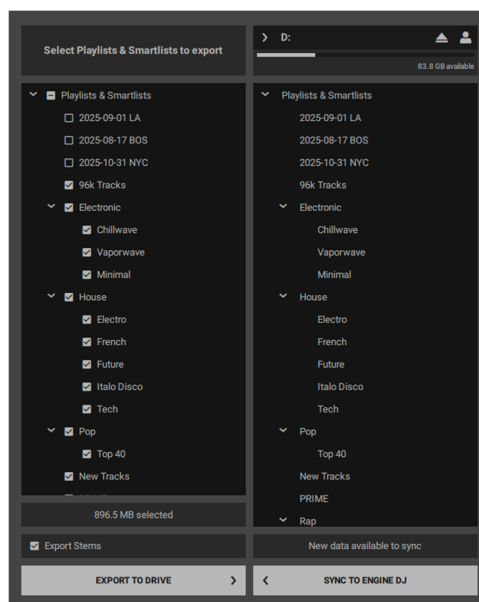 Select Playlists & Smartlists to export
Playlists & Smartlists
2025-09-01 LA
2025-08-17 BOS
2025-10-31 NYC
96k Tracks
Electronic
Chillwave
Vaporwave
Minimal
House
Electro
French
Future
Italo Disco
Tech
Pop
Top 40
New Tracks
896.5 MB selected
Export Stems
EXPORT TO DRIVE
D:
83.8 GB available
Playlists & Smartlists
2025-09-01 LA
2025-08-17 BOS
2025-10-31 NYC
96k Tracks
Electronic
Chillwave
Vaporwave
Minimal
House
Electro
French
Future
Italo Disco
Tech
Pop
Top 40
New Tracks
PRIME
Rap
New data available to sync
SYNC TO ENGINE DJ